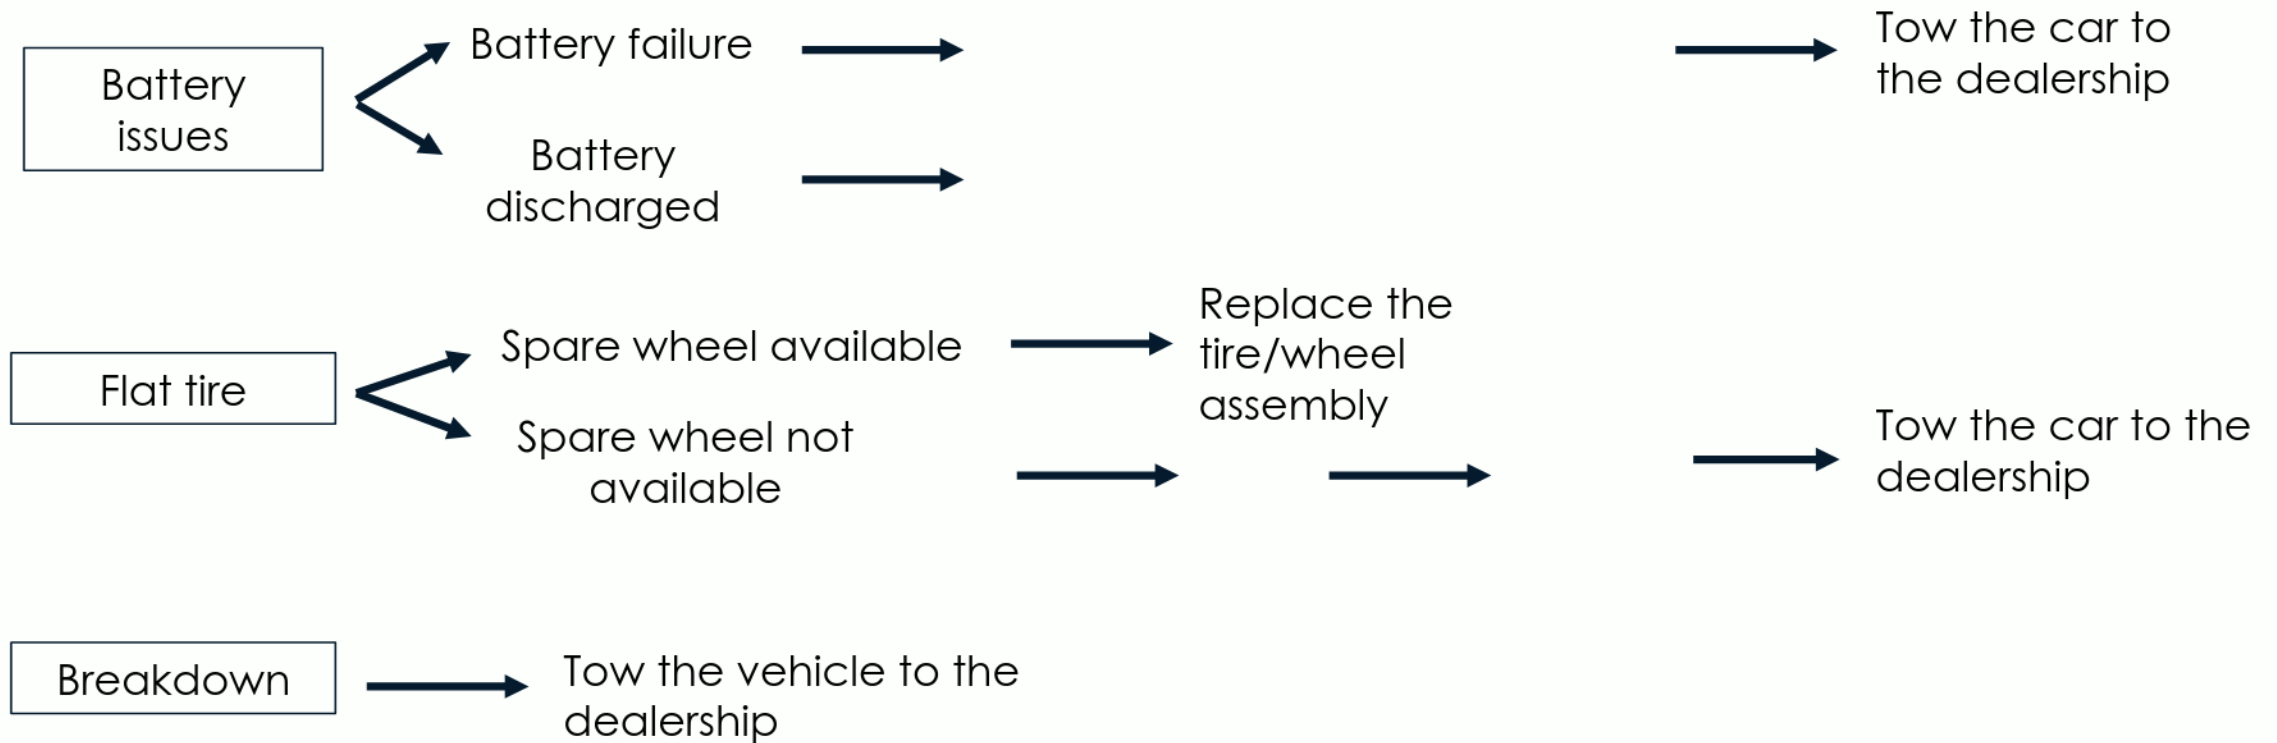 Battery
issues
Battery failure
Tow the car to
the dealership
Battery
discharged
Flat tire
Spare wheel available
Replace the
tire/wheel
assembly
Spare wheel not
available
Tow the car to the
dealership
Breakdown
Tow the vehicle to the
dealership